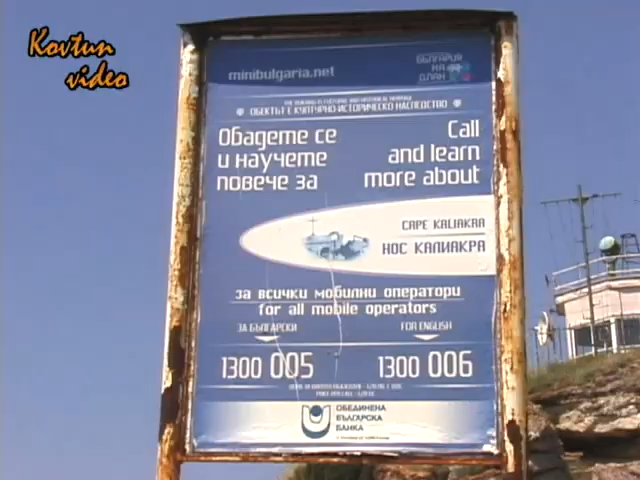 Kovtun
video
minibulgaria.net
БЪЛГАРИЯ
НА
ДЛАН
ОБЕКТЪТ Е КУЛТУРНО-ИСТОРИЧЕСКО НАСЛЕДСТВО
Обадете се
и научете
повече за
Call
and learn
more about
CAPE KALIAKRA
НОС КАЛИАКРА
за всички мобилни оператори
for all mobile operators
ЗА БЪЛГАРСКИ
FOR ENGLISH
1300 005
1300 006
ОБЕДИНЕНА
БЪЛГАРСКА
БАНКА